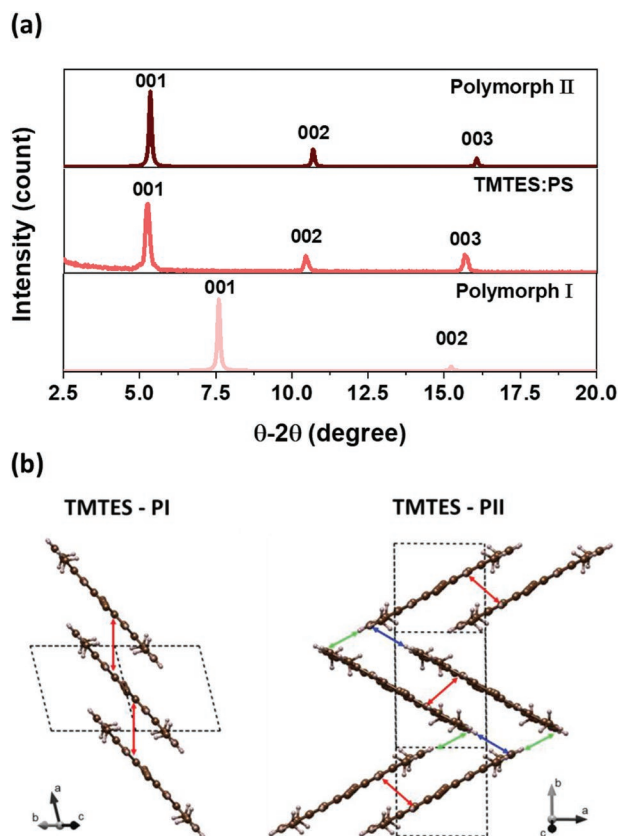 (a)
Intensity (count)
001
002
003
Polymorph II
001
002
003
TMTES:PS
001
002
Polymorph I
2.5 5.0 7.5 10.0 12.5 15.0 17.5 20.0
θ-2θ (degree)
(b)
TMTES - PI
TMTES - PII
a
b
c
b
a
c